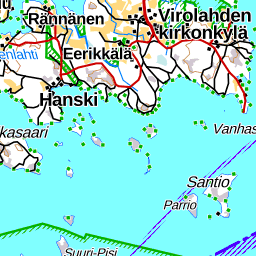 Rännänen
Virolahden
kirkonkylä
Eerikkälä
Hanski
Vanhas
kasaari
Santio
Parrio
Suuri-Pisi